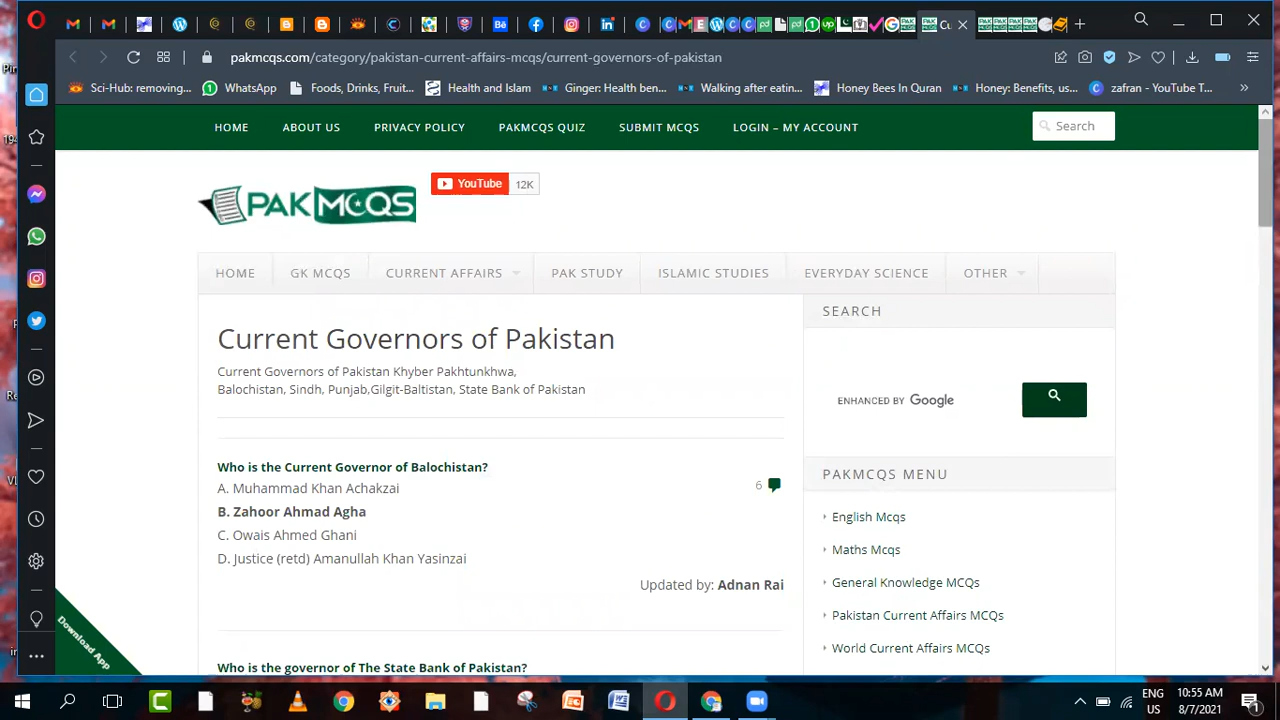 pakmcqs.com/category/pakistan-current-affairs-mcqs/current-governors-of-pakistan
Sci-Hub: removing...
WhatsApp
Foods, Drinks, Fruit...
Health and Islam
Ginger: Health ben...
Walking after eatin...
Honey Bees In Quran
Honey: Benefits, us...
zafran - YouTube T...
HOME
ABOUT US
PRIVACY POLICY
PAKMCQS QUIZ
SUBMIT MCQS
LOGIN – MY ACCOUNT
Search
PAKMCQS
YouTube
12K
HOME
GK MCQS
CURRENT AFFAIRS
PAK STUDY
ISLAMIC STUDIES
EVERYDAY SCIENCE
OTHER
Current Governors of Pakistan
Current Governors of Pakistan Khyber Pakhtunkhwa,
Balochistan, Sindh, Punjab,Gilgit-Baltistan, State Bank of Pakistan
Who is the Current Governor of Balochistan?
A. Muhammad Khan Achakzai
6
B. Zahoor Ahmad Agha
C. Owais Ahmed Ghani
D. Justice (retd) Amanullah Khan Yasinzai
Updated by: Adnan Rai
Who is the governor of The State Bank of Pakistan?
SEARCH
ENHANCED BY Google
PAKMCQS MENU
English Mcqs
Maths Mcqs
General Knowledge MCQs
Pakistan Current Affairs MCQs
World Current Affairs MCQs
Download App
ENG
US
10:55 AM
8/7/2021